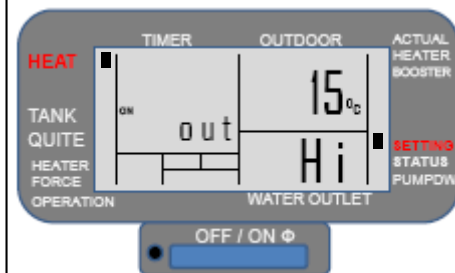 TIMER OUTDOOR ACTUAL
HEAT HEATER
BOOSTER
15°C
ON
TANK out
QUITE SETTING
HEATER Hi STATUS
FORCE PUMPDW
OPERATION WATER OUTLET
OFF / ON Φ